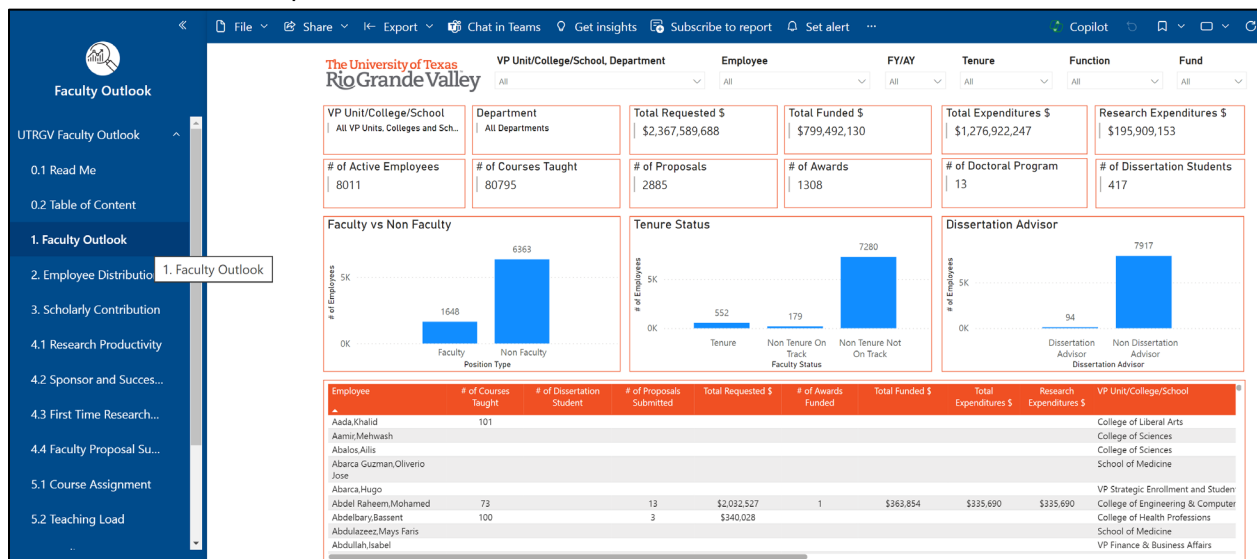 File Share Export Chat in Teams Get insights Subscribe to report Set alert ... Copilot
Faculty Outlook
UTRGV Faculty Outlook
0.1 Read Me
0.2 Table of Content
1. Faculty Outlook
1. Faculty Outlook
2. Employee Distributio
3. Scholarly Contribution
4.1 Research Productivity
4.2 Sponsor and Succes...
4.3 First Time Research...
4.4 Faculty Proposal Su...
5.1 Course Assignment
5.2 Teaching Load
The University of Texas
Rio Grande Valley
VP Unit/College/School, Department Employee FY/AY Tenure Function Fund
All All All All All All
VP Unit/College/School Department Total Requested $ Total Funded $ Total Expenditures $ Research Expenditures $
All VP Units, Colleges and Sch... All Departments $2,367,589,688 $799,492,130 $1,276,922,247 $195,909,153
# of Active Employees # of Courses Taught # of Proposals # of Awards # of Doctoral Program # of Dissertation Students
8011 80795 2885 1308 13 417
Faculty vs Non Faculty
# of Employees
5K
0K
1648
6363
Faculty
Non Faculty
Position Type
Tenure Status
# of Employees
5K
0K
552
179
7280
Tenure
Non Tenure On
Track
Non Tenure Not
On Track
Faculty Status
Dissertation Advisor
# of Employees
5K
0K
94
7917
Dissertation
Advisor
Non Dissertation
Advisor
Dissertation Advisor
Employee # of Courses # of Dissertation # of Proposals Total Requested $ # of Awards Total Funded $ Total Research VP Unit/College/School
Taught Student Submitted Funded Expenditures $ Expenditures $
Aada,Khalid 101 College of Liberal Arts
Aamir,Mehwash College of Sciences
Abalos,Ailis College of Sciences
Abarca Guzman,Oliverio School of Medicine
Jose
Abarca,Hugo VP Strategic Enrollment and Studen
Abdel Raheem,Mohamed 73 13 $2,032,527 1 $363,854 $335,690 $335,690 College of Engineering & Computer
Abdelbary,Bassent 100 3 $340,028 College of Health Professions
Abdulazeez,Mays Faris School of Medicine
Abdullah,Isabel VP Finance & Business Affairs